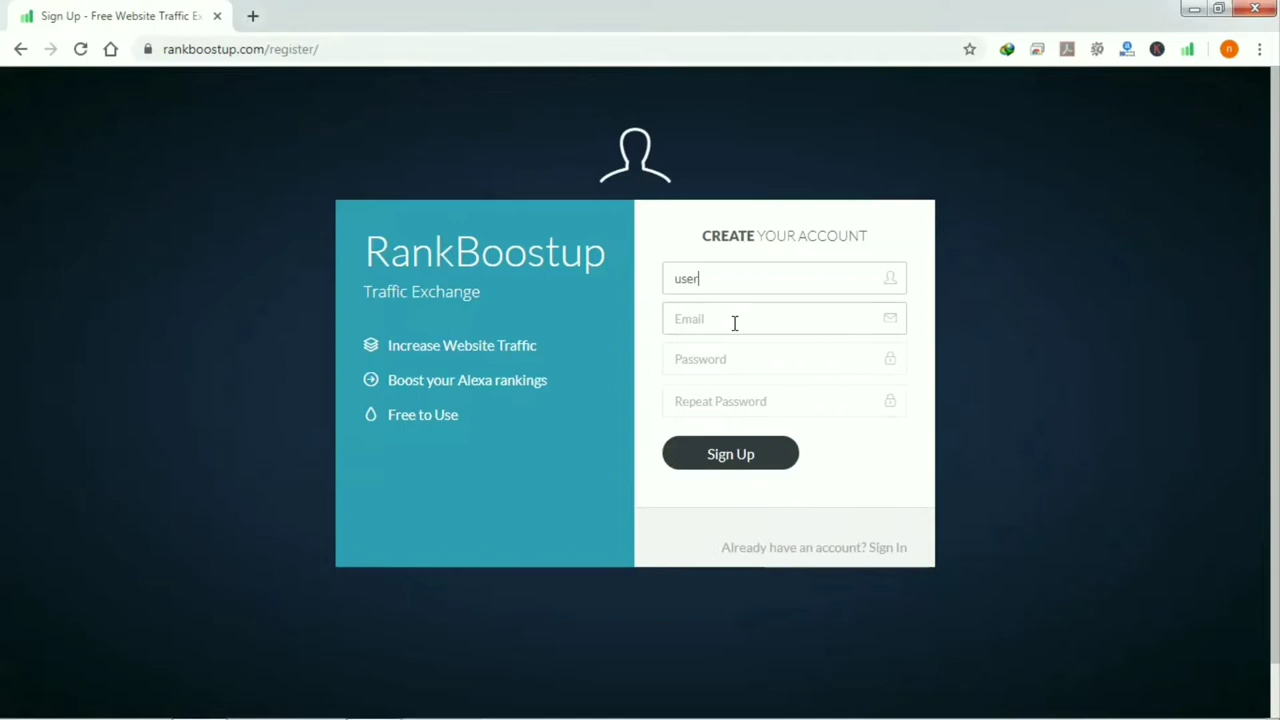 Sign Up - Free Website Traffic Ex
rankboostup.com/register/
n
RankBoostup
Traffic Exchange
Increase Website Traffic
Boost your Alexa rankings
Free to Use
CREATE YOUR ACCOUNT
user
Email
Password
Repeat Password
Sign Up
Already have an account? Sign In